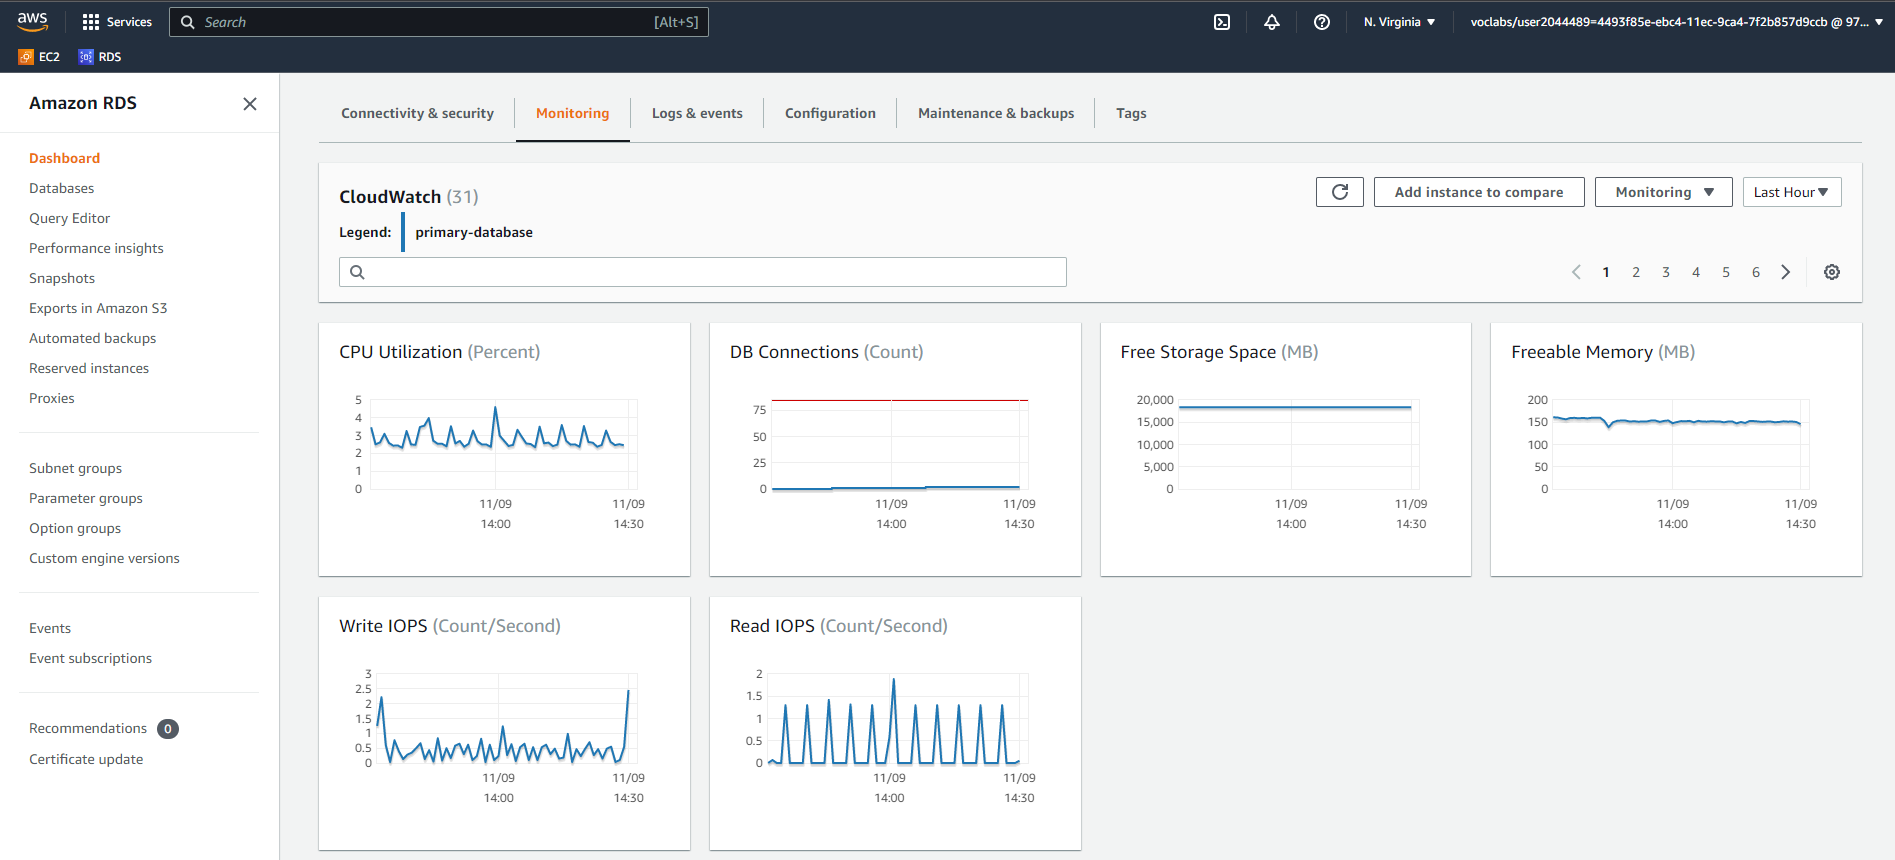 aws
Services
Search
[Alt+S]
N. Virginia
voclabs/user2044489=4493f85e-ebc4-11ec-9ca4-7f2b857d9ccb @ 97...
EC2
RDS
Amazon RDS
Dashboard
Databases
Query Editor
Performance insights
Snapshots
Exports in Amazon S3
Automated backups
Reserved instances
Proxies
Subnet groups
Parameter groups
Option groups
Custom engine versions
Events
Event subscriptions
Recommendations 0
Certificate update
Connectivity & security
Monitoring
Logs & events
Configuration
Maintenance & backups
Tags
CloudWatch (31)
Add instance to compare
Monitoring
Last Hour
Legend:
primary-database
1 2 3 4 5 6
CPU Utilization (Percent)
5
4
3
2
1
0
11/09
14:00
11/09
14:30
DB Connections (Count)
75
50
25
0
11/09
14:00
11/09
14:30
Free Storage Space (MB)
20,000
15,000
10,000
5,000
0
11/09
14:00
11/09
14:30
Freeable Memory (MB)
200
150
100
50
0
11/09
14:00
11/09
14:30
Write IOPS (Count/Second)
3
2.5
2
1.5
1
0.5
0
11/09
14:00
11/09
14:30
Read IOPS (Count/Second)
2
1.5
1
0.5
0
11/09
14:00
11/09
14:30